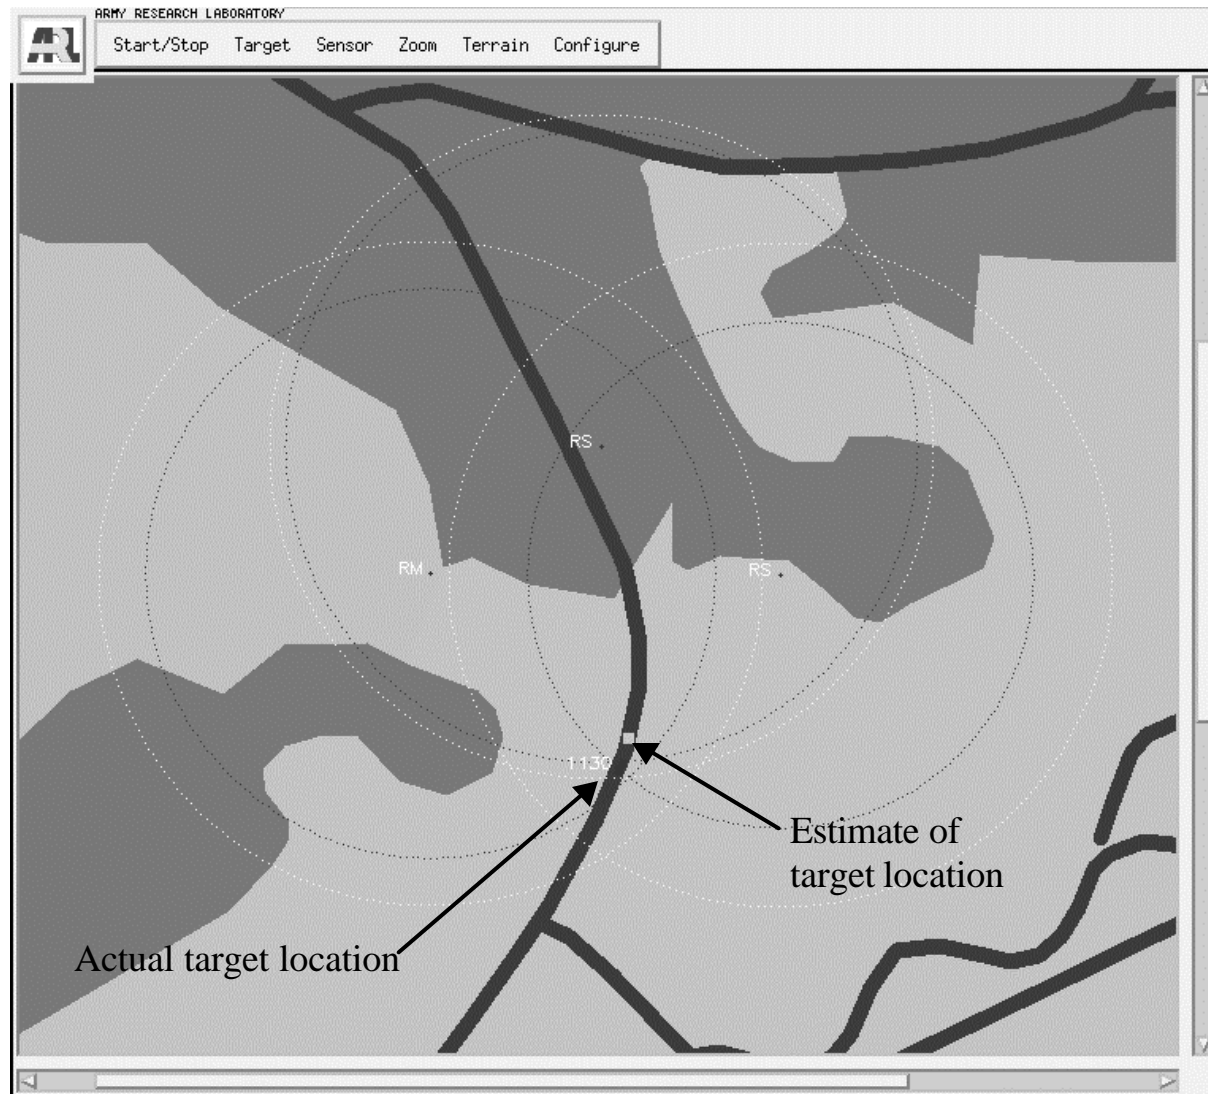 ARMY RESEARCH LABORATORY
ARL
Start/Stop Target Sensor Zoom Terrain Configure
RS
RM
RS
1130
Estimate of
target location
Actual target location